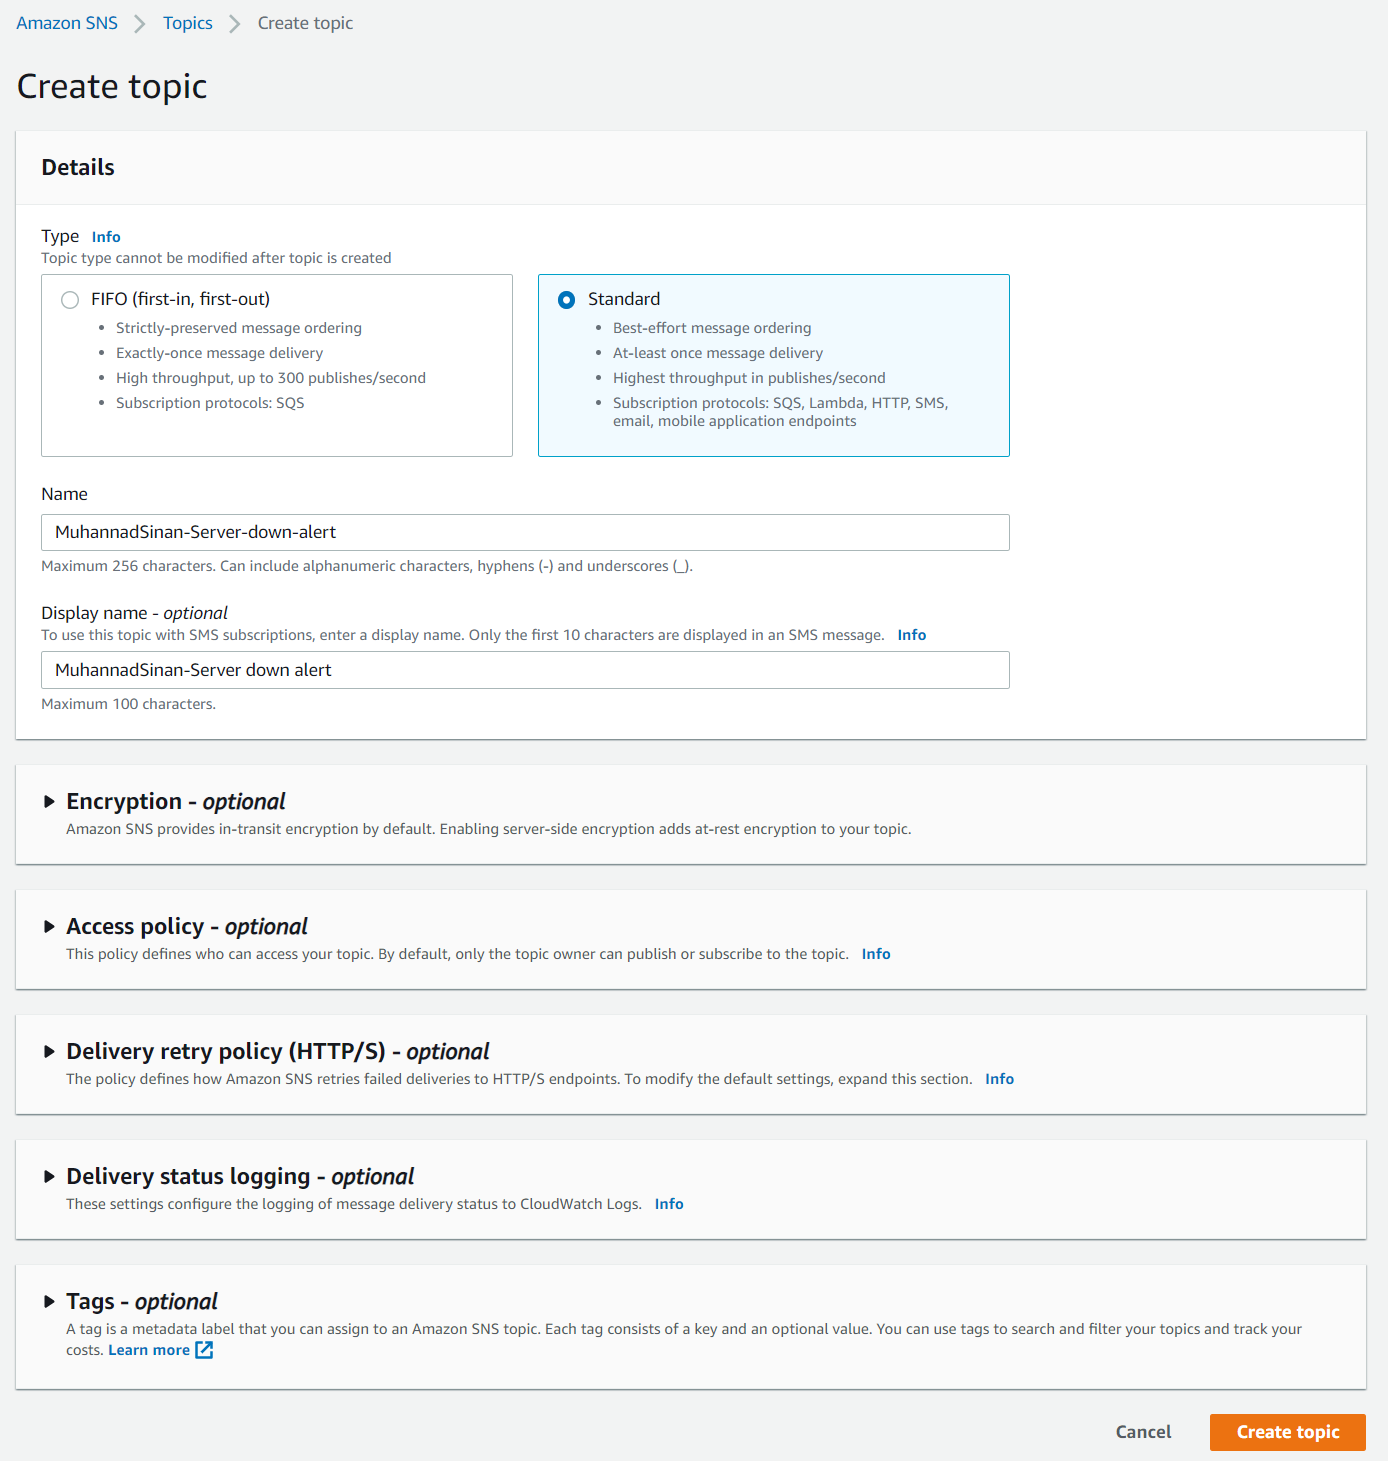 Amazon SNS > Topics > Create topic
Create topic
Details
Type Info
Topic type cannot be modified after topic is created
FIFO (first-in, first-out)
• Strictly-preserved message ordering
• Exactly-once message delivery
• High throughput, up to 300 publishes/second
• Subscription protocols: SQS
Standard
• Best-effort message ordering
• At-least once message delivery
• Highest throughput in publishes/second
• Subscription protocols: SQS, Lambda, HTTP, SMS,
email, mobile application endpoints
Name
MuhannadSinan-Server-down-alert
Maximum 256 characters. Can include alphanumeric characters, hyphens (-) and underscores (_).
Display name - optional
To use this topic with SMS subscriptions, enter a display name. Only the first 10 characters are displayed in an SMS message. Info
MuhannadSinan-Server down alert
Maximum 100 characters.
Encryption - optional
Amazon SNS provides in-transit encryption by default. Enabling server-side encryption adds at-rest encryption to your topic.
Access policy - optional
This policy defines who can access your topic. By default, only the topic owner can publish or subscribe to the topic. Info
Delivery retry policy (HTTP/S) - optional
The policy defines how Amazon SNS retries failed deliveries to HTTP/S endpoints. To modify the default settings, expand this section. Info
Delivery status logging - optional
These settings configure the logging of message delivery status to CloudWatch Logs. Info
Tags - optional
A tag is a metadata label that you can assign to an Amazon SNS topic. Each tag consists of a key and an optional value. You can use tags to search and filter your topics and track your
costs. Learn more
Cancel Create topic